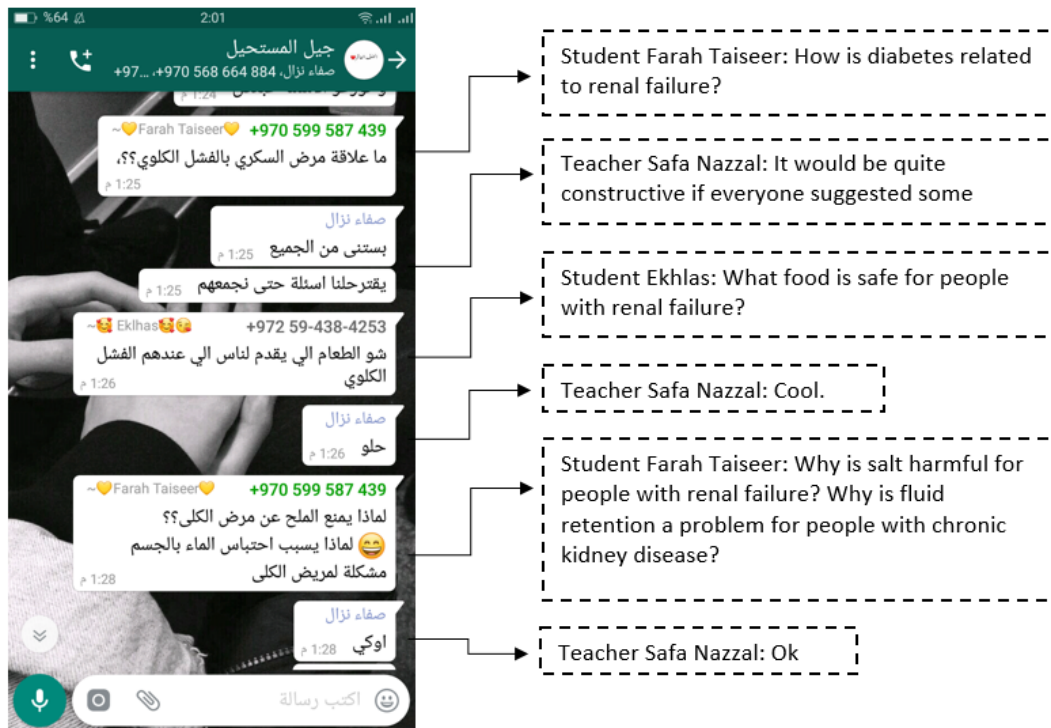 %64
2:01
جيل المستحيل
صفاء نزال، 884 664 568 970+، ...97+
1:24 م
~💛Farah Taiseer💛 +970 599 587 439
ما علاقة مرض السكري بالفشل الكلوي؟؟،
1:25 م
صفاء نزال
بستنى من الجميع 1:25 م
يقترحلنا اسئلة حتى نجمعهم 1:25 م
~🥰 Eklhas🥰😘 +972 59-438-4253
شو الطعام الي يقدم لناس الي عندهم الفشل
الكلوي
1:26 م
صفاء نزال
حلو 1:26 م
~💛Farah Taiseer💛 +970 599 587 439
لماذا يمنع الملح عن مرض الكلى؟؟
😄 لماذا يسبب احتباس الماء بالجسم
مشكلة لمريض الكلى
1:28 م
صفاء نزال
اوكي 1:28 م
اكتب رسالة
Student Farah Taiseer: How is diabetes related
to renal failure?
Teacher Safa Nazzal: It would be quite
constructive if everyone suggested some
Student Ekhlas: What food is safe for people
with renal failure?
Teacher Safa Nazzal: Cool.
Student Farah Taiseer: Why is salt harmful for
people with renal failure? Why is fluid
retention a problem for people with chronic
kidney disease?
Teacher Safa Nazzal: Ok